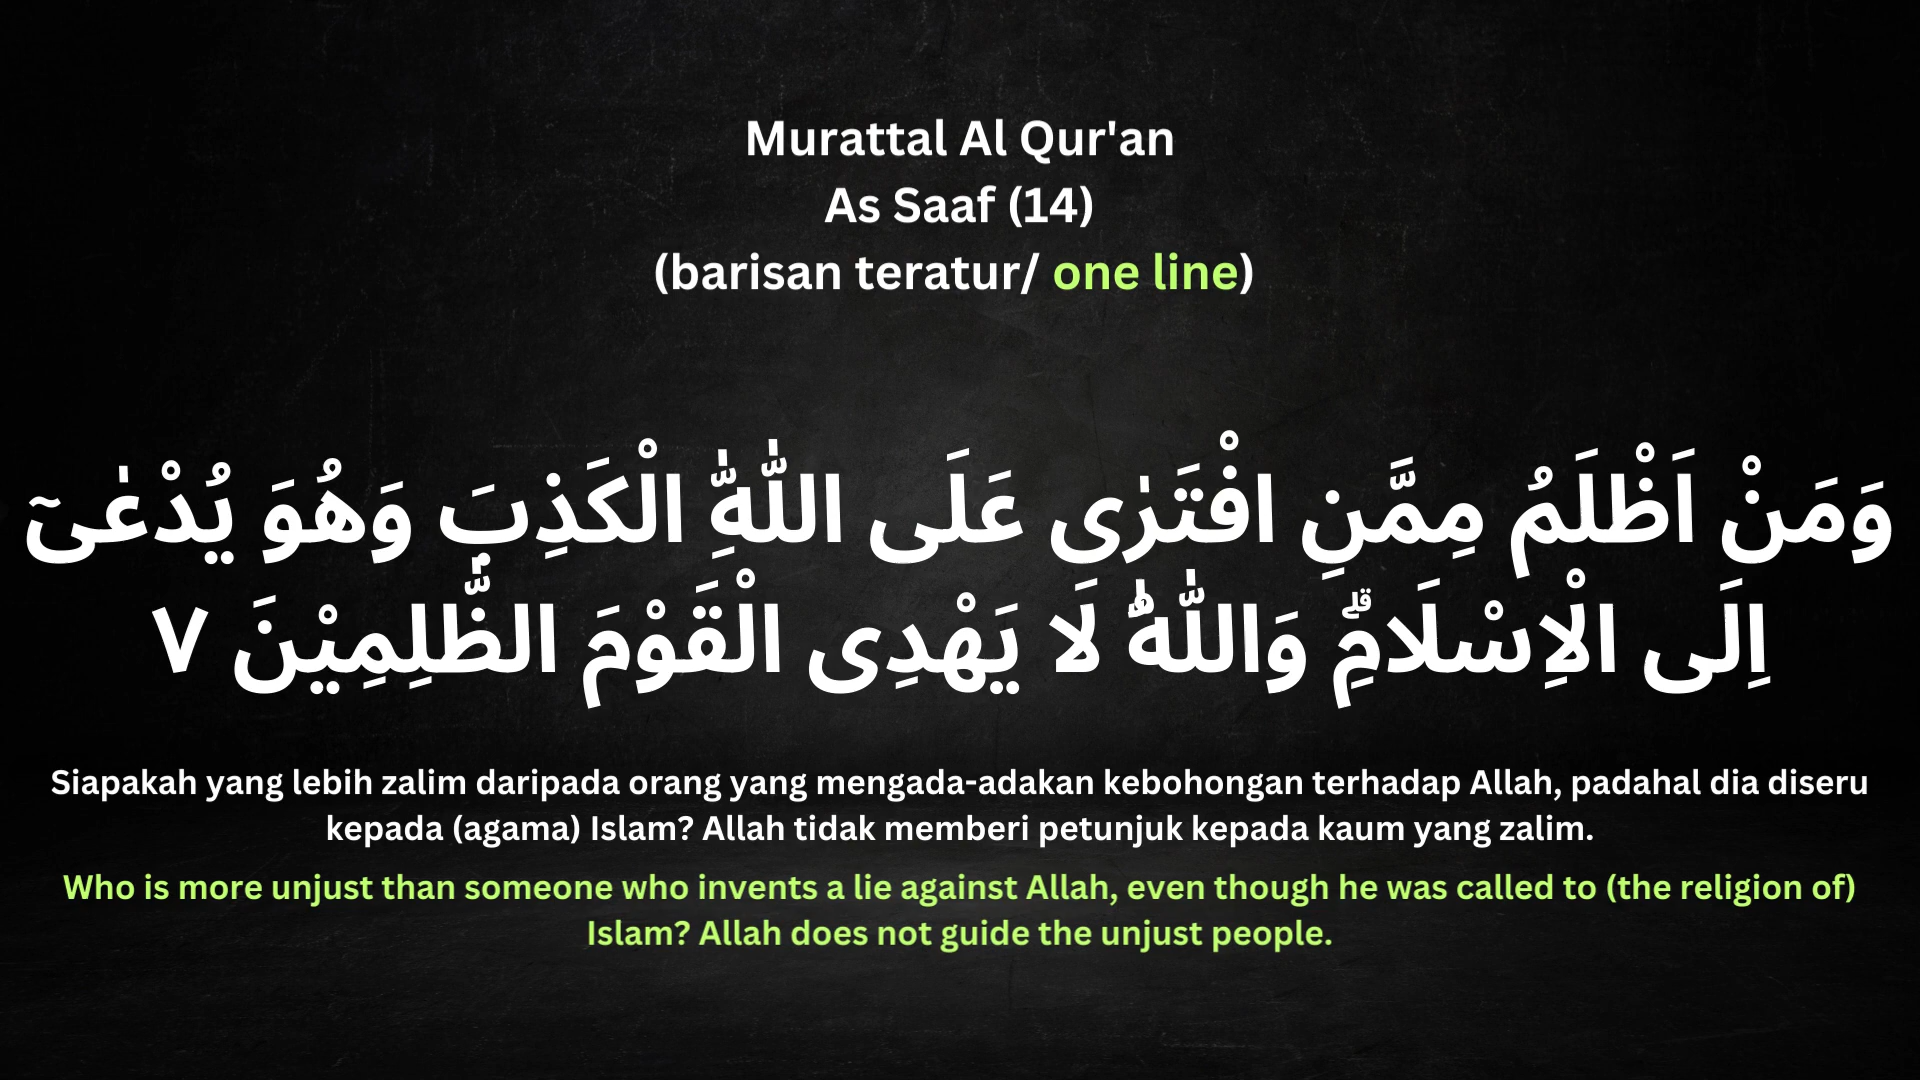 Murattal Al Qur'an
As Saaf (14)
(barisan teratur/ one line)
وَمَنْ اَظْلَمُ مِمَّنِ افْتَرٰى عَلَى اللّٰهِ الْكَذِبَ وَهُوَ يُدْعٰىٓ
اِلَى الْاِسْلَامِۗ وَاللّٰهُ لَا يَهْدِى الْقَوْمَ الظّٰلِمِيْنَ ٧
Siapakah yang lebih zalim daripada orang yang mengada-adakan kebohongan terhadap Allah, padahal dia diseru
kepada (agama) Islam? Allah tidak memberi petunjuk kepada kaum yang zalim.
Who is more unjust than someone who invents a lie against Allah, even though he was called to (the religion of)
Islam? Allah does not guide the unjust people.